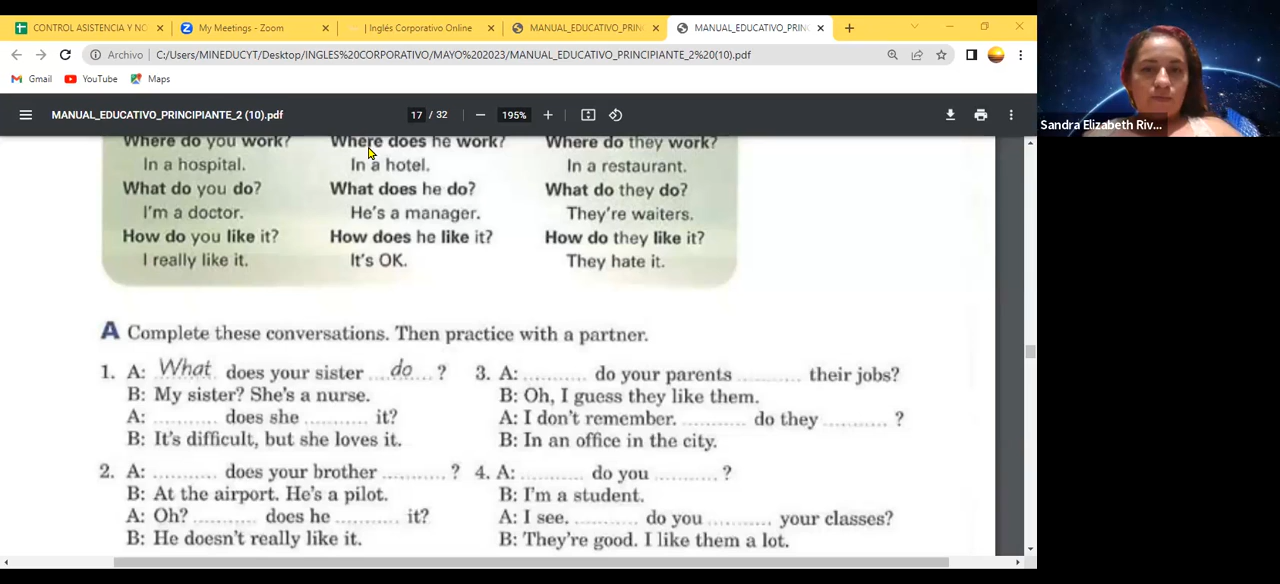 CONTROL ASISTENCIA Y NO
My Meetings - Zoom
Inglés Corporativo Online
MANUAL_EDUCATIVO_PRINCIP
MANUAL_EDUCATIVO_PRINC
Archivo
C:/Users/MINEDUCYT/Desktop/INGLES%20CORPORATIVO/MAYO%202023/MANUAL_EDUCATIVO_PRINCIPIANTE_2%20(10).pdf
Gmail
YouTube
Maps
MANUAL_EDUCATIVO_PRINCIPIANTE_2 (10).pdf
17 / 32
195%
Sandra Elizabeth Riv...
Where do you work?
In a hospital.
What do you do?
I'm a doctor.
How do you like it?
I really like it.
Where does he work?
In a hotel.
What does he do?
He's a manager.
How does he like it?
It's OK.
Where do they work?
In a restaurant.
What do they do?
They're waiters.
How do they like it?
They hate it.
A Complete these conversations. Then practice with a partner.
1. A: What does your sister do ?
B: My sister? She's a nurse.
A: .......... does she .......... it?
B: It's difficult, but she loves it.
2. A: .......... does your brother .......... ?
B: At the airport. He's a pilot.
A: Oh? .......... does he .......... it?
B: He doesn't really like it.
3. A: .......... do your parents .......... their jobs?
B: Oh, I guess they like them.
A: I don't remember. .......... do they .......... ?
B: In an office in the city.
4. A: .......... do you .......... ?
B: I'm a student.
A: I see. .......... do you .......... your classes?
B: They're good. I like them a lot.